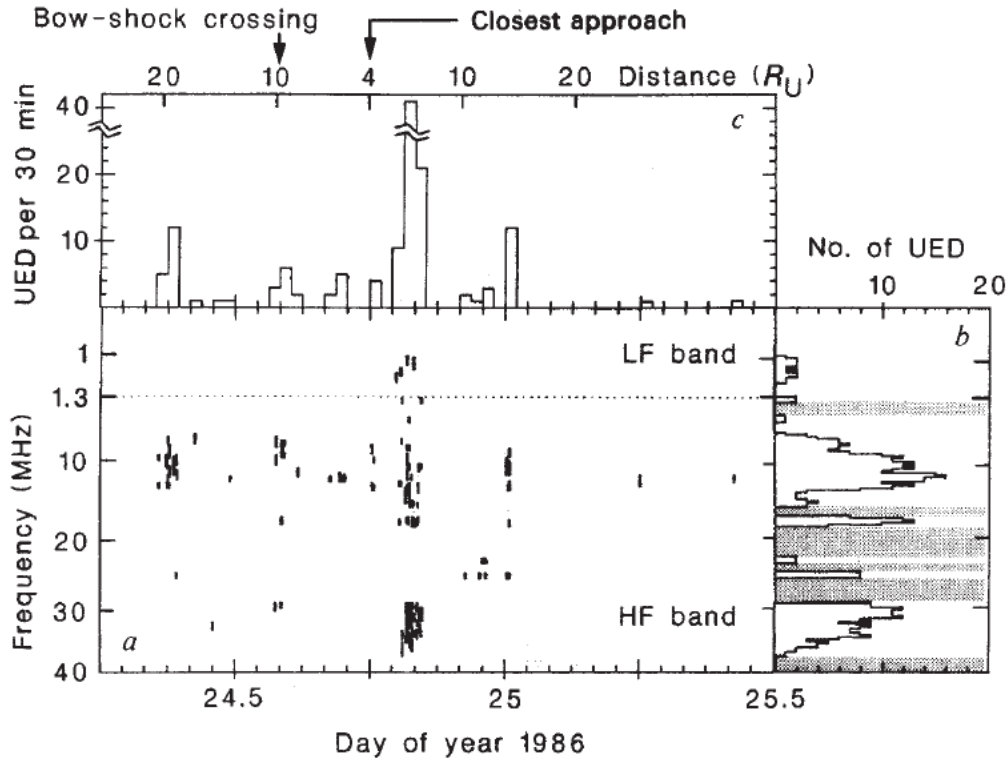 Bow-shock crossing
Closest approach
20 10 4 10 20 Distance (R_U)
40
c
UED per 30 min
20
10
No. of UED
10 20
b
1
LF band
1.3
Frequency (MHz)
10
20
30
HF band
a
40
24.5 25 25.5
Day of year 1986